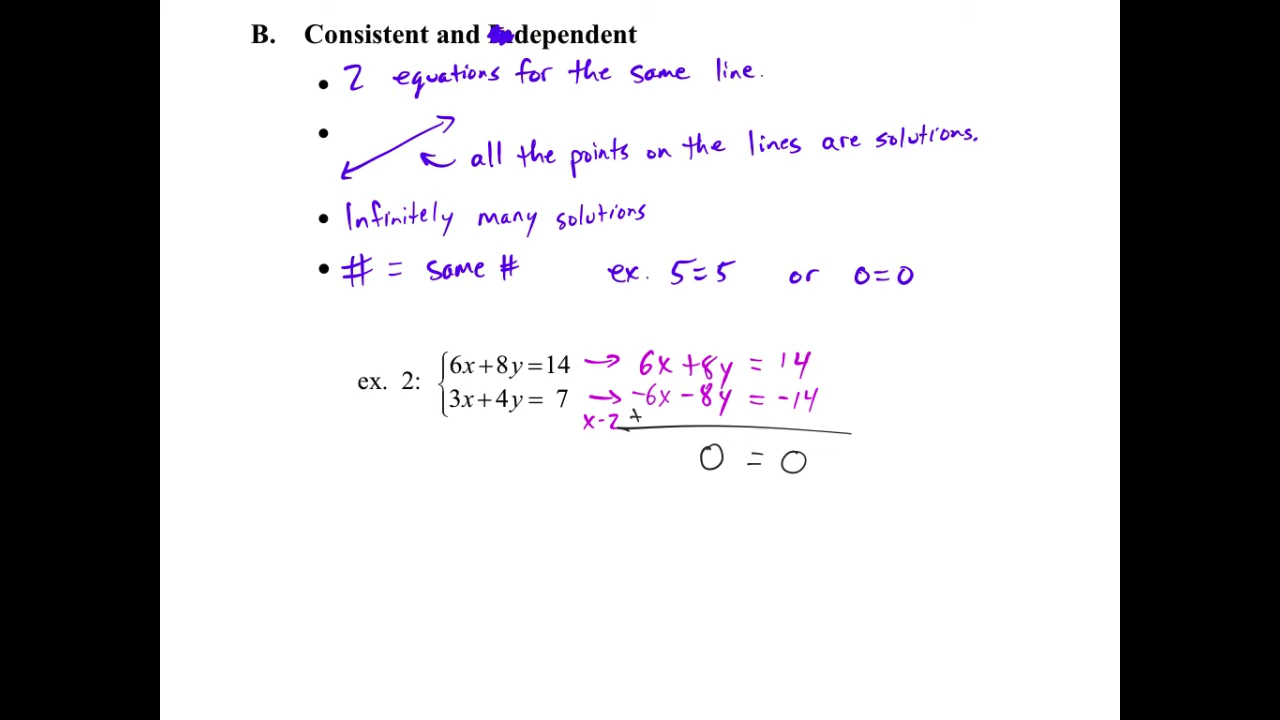 B. Consistent and dependent
• 2 equations for the same line.
• all the points on the lines are solutions.
• Infinitely many solutions
• # = same # ex. 5=5 or 0=0
ex. 2: {6x+8y=14 → 6x+8y = 14
3x+4y= 7 → -6x-8y = -14
x-2 +
0 = 0